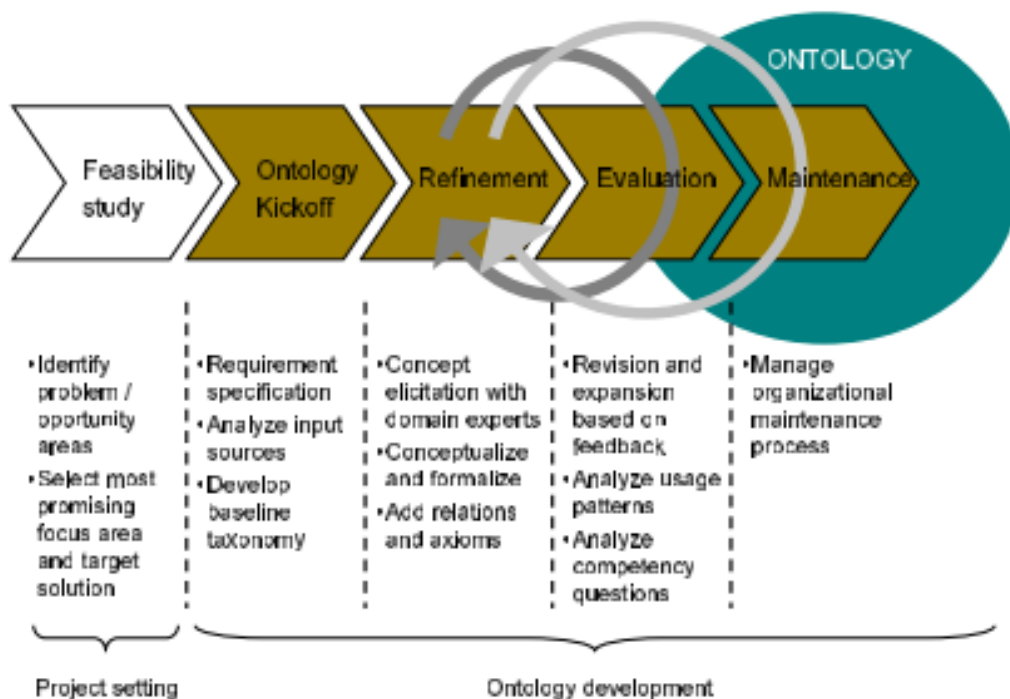 ONTOLOGY
Feasibility
study
Ontology
Kickoff
Refinement
Evaluation
Maintenance
•Identify
problem /
oportunity
areas
•Select most
promising
focus area
and target
solution
•Requirement
specification
•Analyze input
sources
•Develop
baseline
taxonomy
•Concept
elicitation with
domain experts
•Conceptualize
and formalize
•Add relations
and axioms
•Revision and
expansion
based on
feedback
•Analyze usage
patterns
•Analyze
competency
questions
•Manage
organizational
maintenance
process
Project setting
Ontology development